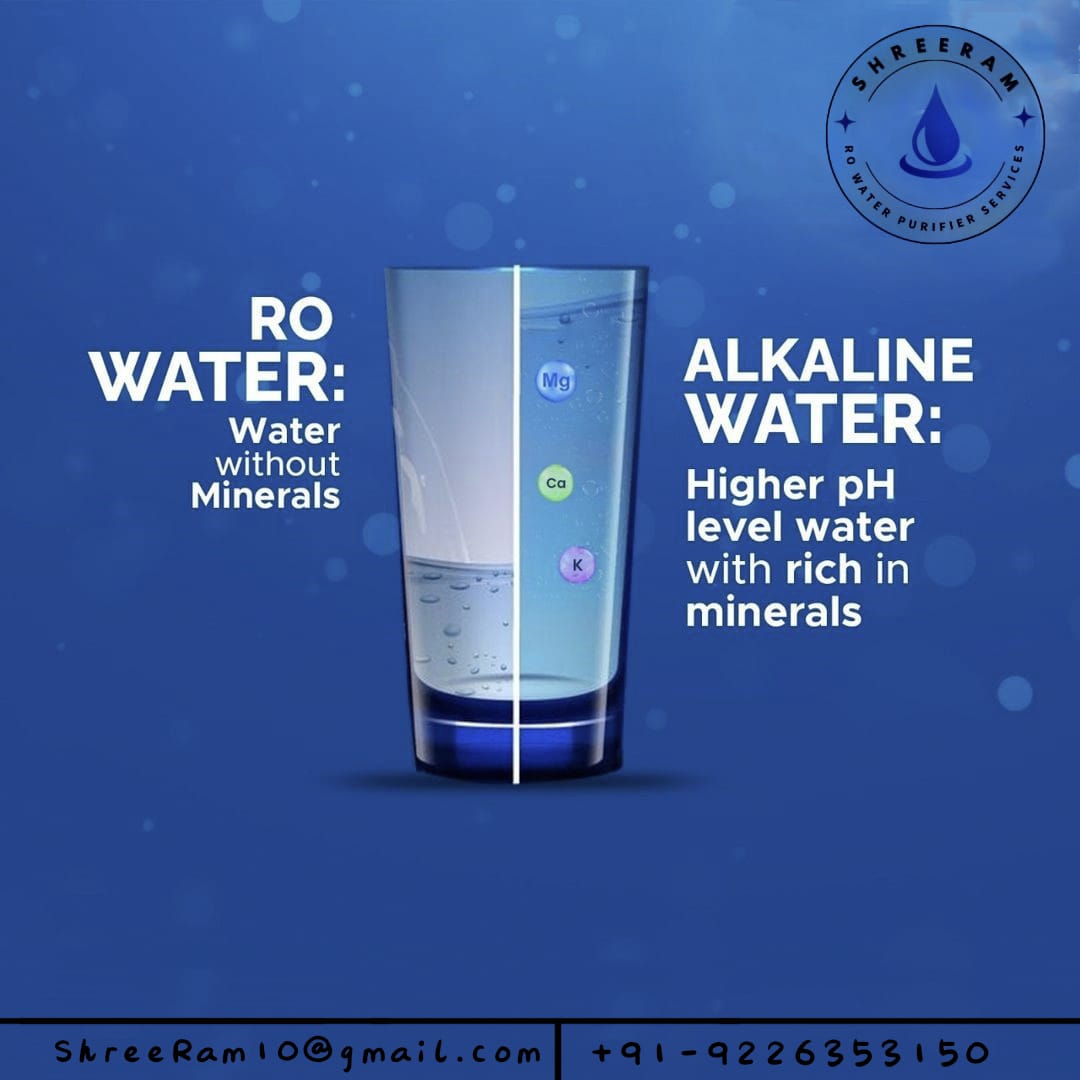 SHREERAM
RO WATER PURIFIER SERVICES
RO
WATER:
Water
without
Minerals
Mg
Ca
K
ALKALINE
WATER:
Higher pH
level water
with rich in
minerals
ShreeRam10@gmail.com
+91-9226353150